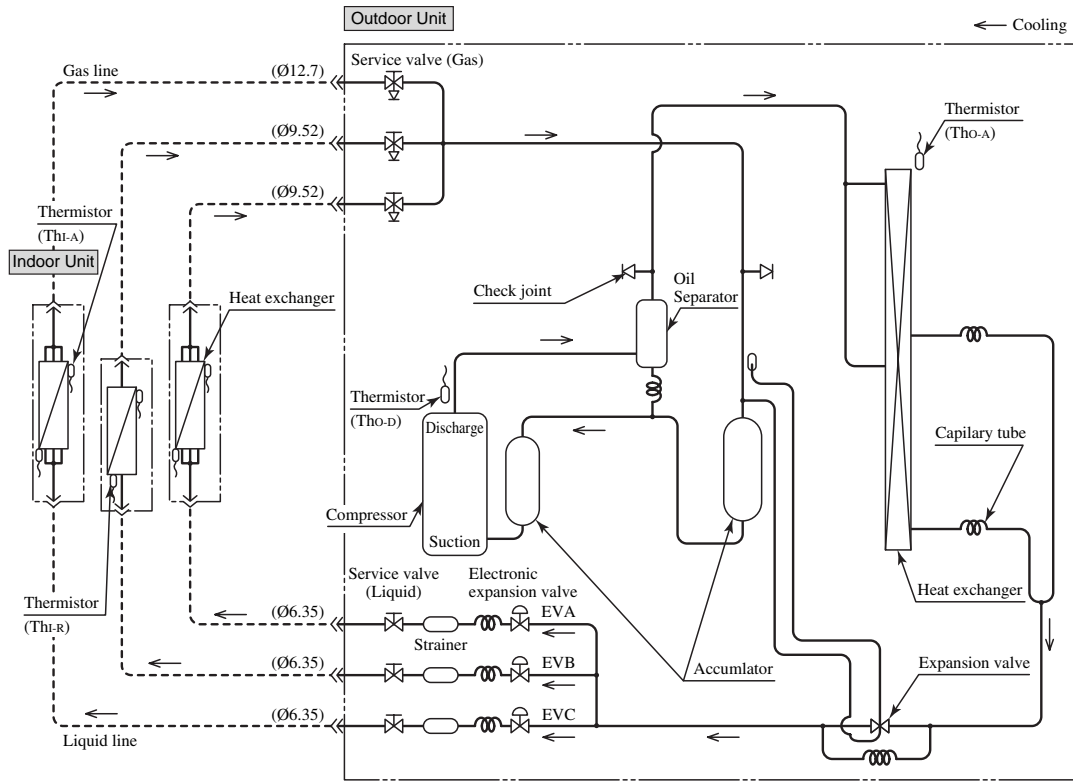 Outdoor Unit
Cooling
Service valve (Gas)
Gas line
(Ø12.7)
(Ø9.52)
(Ø9.52)
Thermistor
(ThO-A)
Thermistor
(ThI-A)
Indoor Unit
Heat exchanger
Check joint
Oil
Separator
Thermistor
(ThO-D)
Discharge
Compressor
Suction
Capilary tube
Heat exchanger
Thermistor
(ThI-R)
Service valve
(Liquid)
Electronic
expansion valve
(Ø6.35)
EVA
Strainer
(Ø6.35)
EVB
Accumlator
Expansion valve
(Ø6.35)
EVC
Liquid line